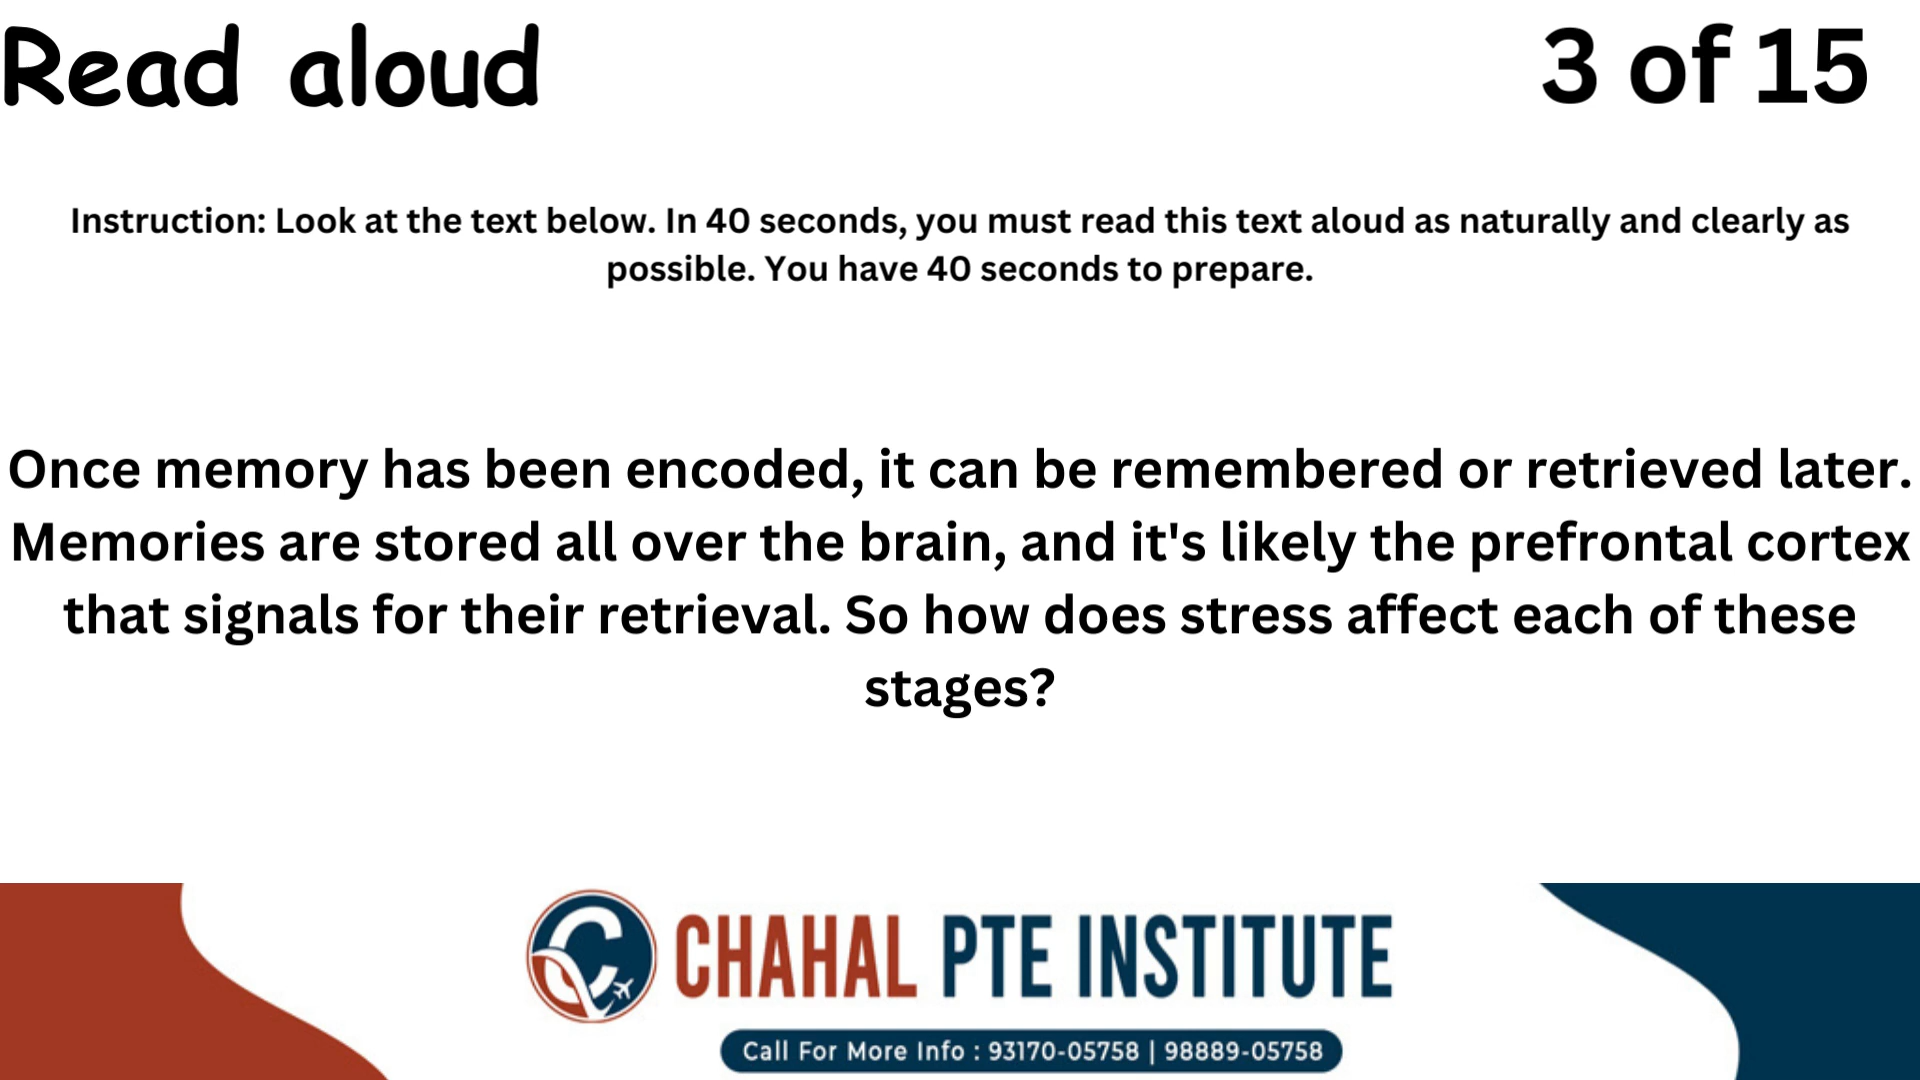 Read aloud
3 of 15
Instruction: Look at the text below. In 40 seconds, you must read this text aloud as naturally and clearly as
possible. You have 40 seconds to prepare.
Once memory has been encoded, it can be remembered or retrieved later.
Memories are stored all over the brain, and it's likely the prefrontal cortex
that signals for their retrieval. So how does stress affect each of these
stages?
CHAHAL PTE INSTITUTE
Call For More Info : 93170-05758 | 98889-05758